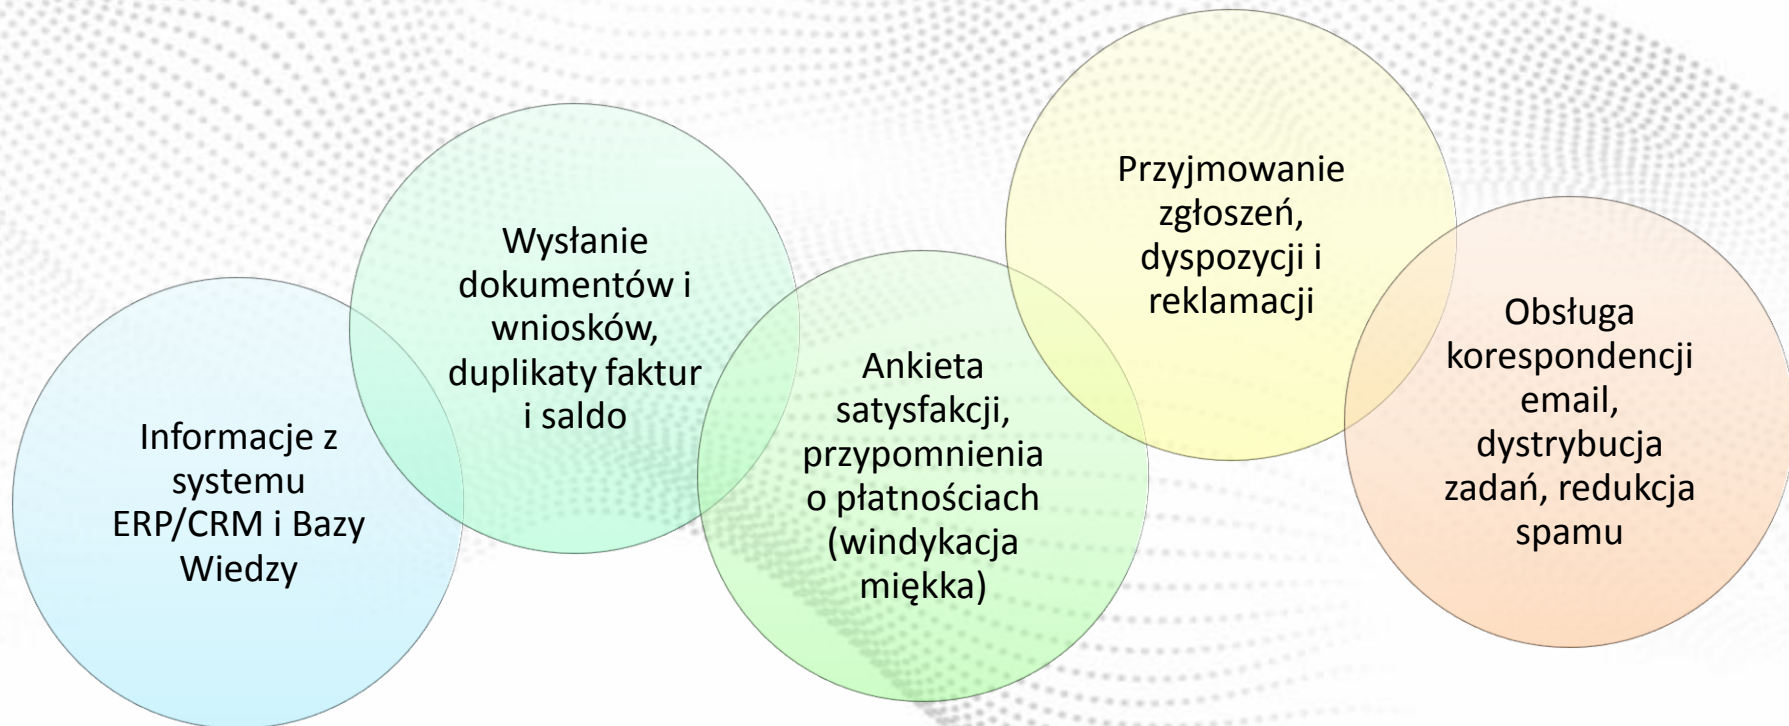 Informacje z
systemu
ERP/CRM i Bazy
Wiedzy
Wysłanie
dokumentów i
wniosków,
duplikaty faktur
i saldo
Ankieta
satysfakcji,
przypomnienia
o płatnościach
(windykacja
miękka)
Przyjmowanie
zgłoszeń,
dyspozycji i
reklamacji
Obsługa
korespondencji
email,
dystrybucja
zadań, redukcja
spamu